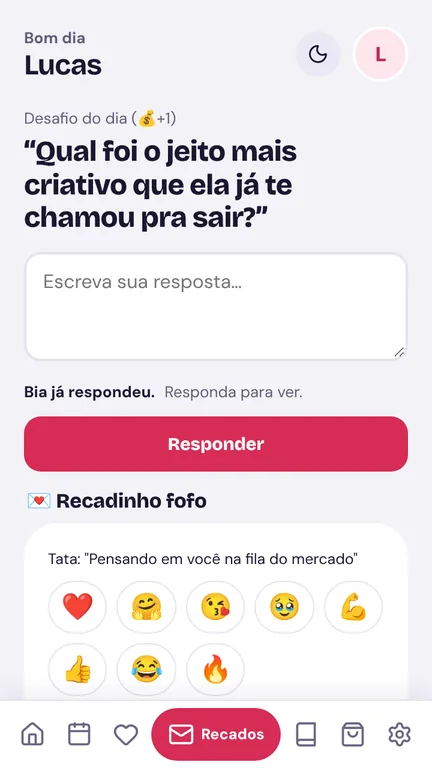 Bom dia
Lucas
L
Desafio do dia (💰+1)
“Qual foi o jeito mais
criativo que ela já te
chamou pra sair?”
Escreva sua resposta...
Bia já respondeu. Responda para ver.
Responder
💌 Recadinho fofo
Tata: "Pensando em você na fila do mercado"
❤️ 🤗 😘 🥹 💪
👍 😂 🔥
Recados